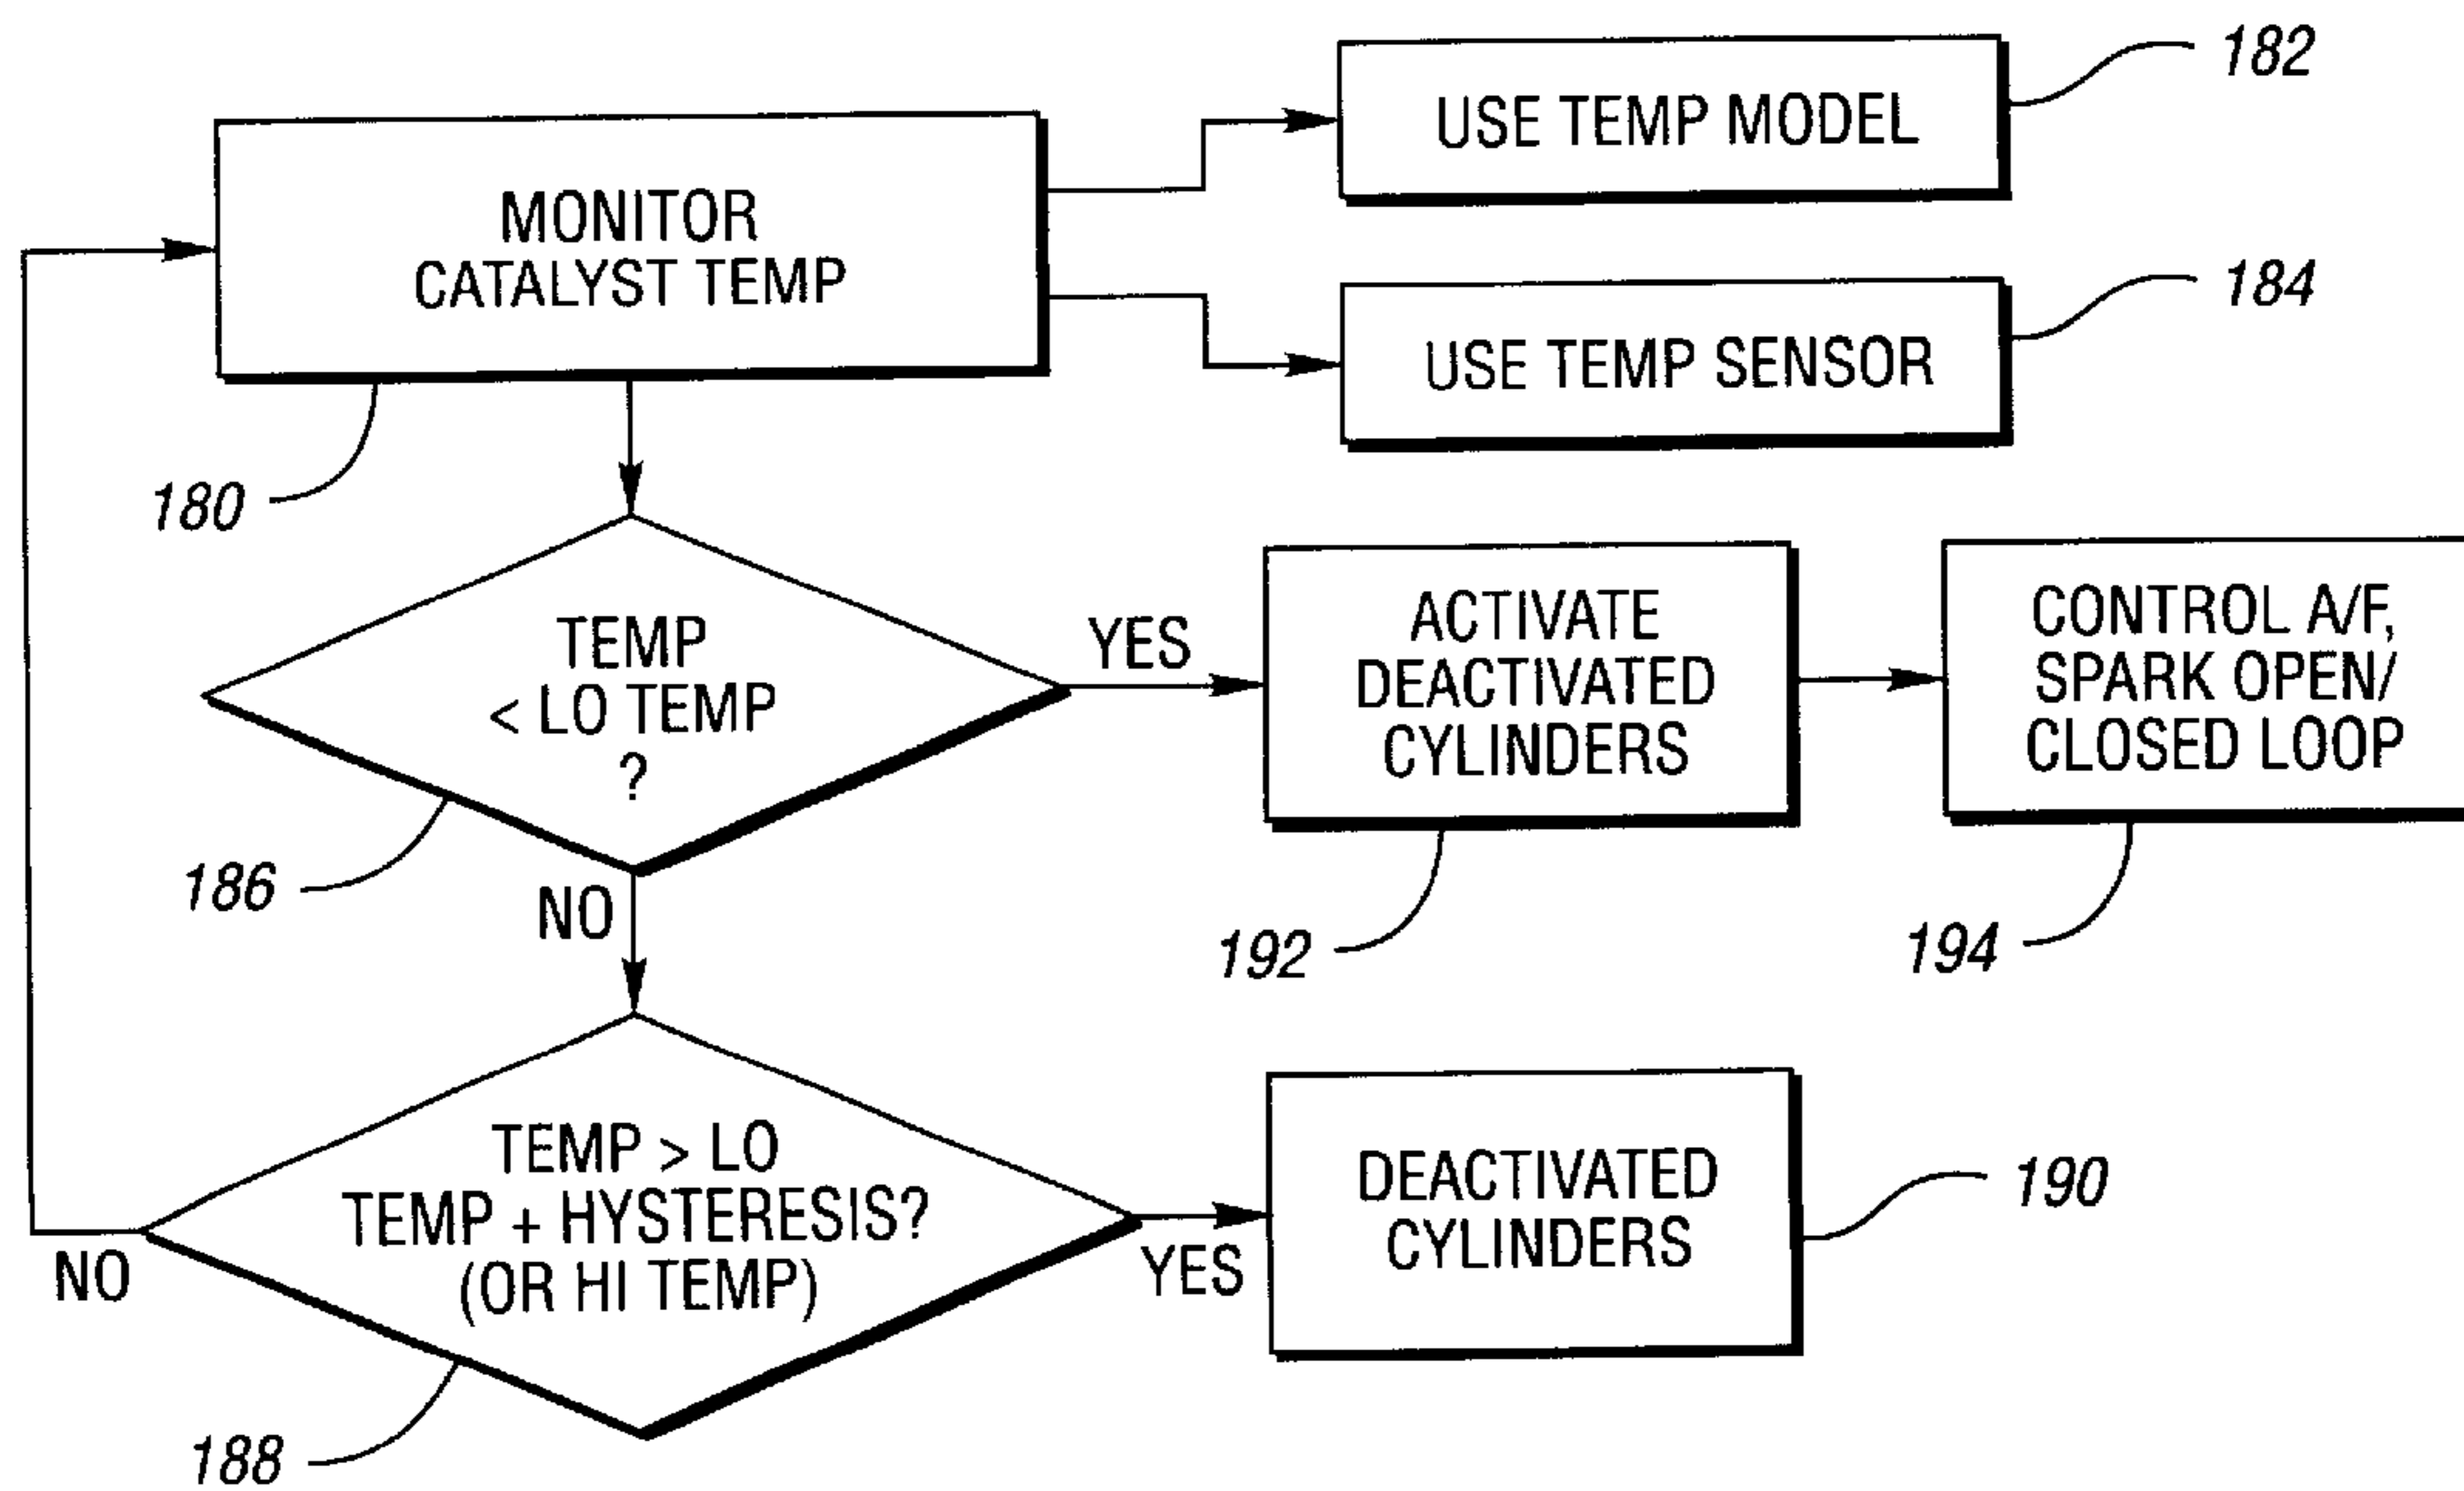 182
USE TEMP MODEL
MONITOR
CATALYST TEMP
184
USE TEMP SENSOR
180
TEMP
< LO TEMP
?
YES
ACTIVATE
DEACTIVATED
CYLINDERS
CONTROL A/F,
SPARK OPEN/
CLOSED LOOP
186
NO
192
194
TEMP > LO
TEMP + HYSTERESIS?
(OR HI TEMP)
NO
YES
DEACTIVATED
CYLINDERS
190
188